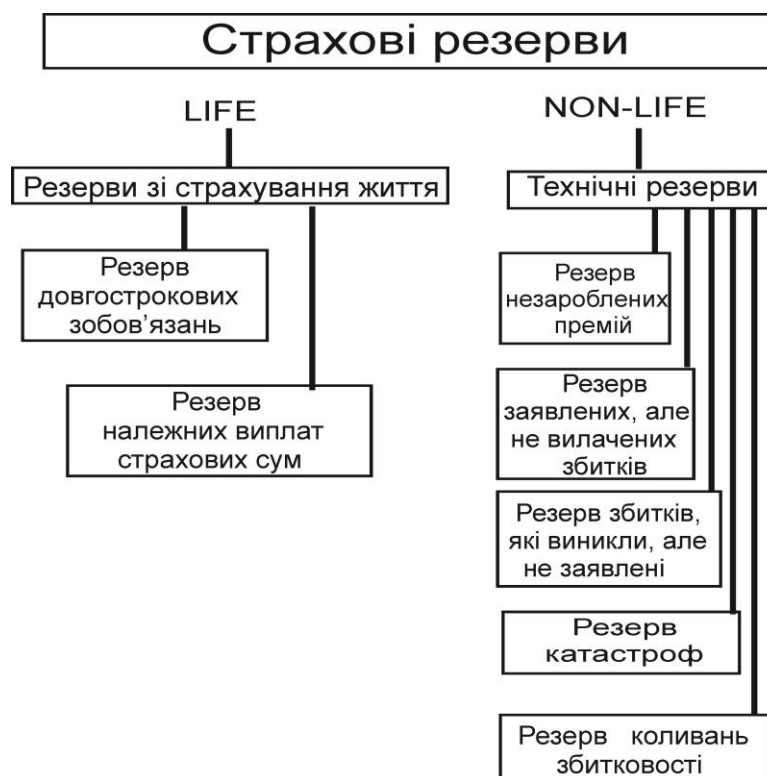 Страхові резерви
LIFE
Резерви зі страхування життя
Резерв
довгострокових
зобов’язань
Резерв
належних виплат
страхових сум
NON-LIFE
Технічні резерви
Резерв
незароблених
премій
Резерв
заявлених, але
не вилачених
збитків
Резерв збитків,
які виникли, але
не заявлені
Резерв
катастроф
Резерв коливань
збитковості